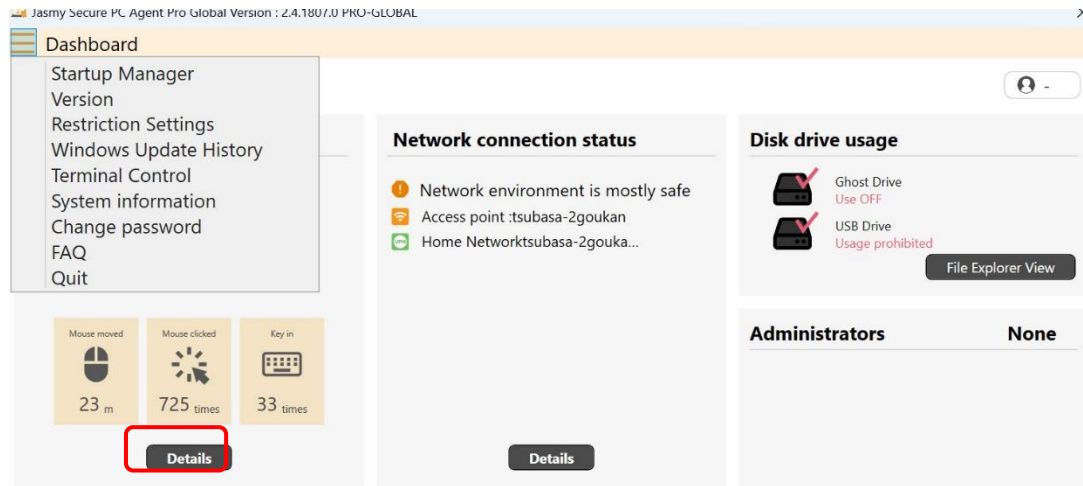 Jasmy Secure PC Agent Pro Global Version : 2.4.1807.0 PRO-GLOBAL
Dashboard
Startup Manager
Version
Restriction Settings
Windows Update History
Terminal Control
System information
Change password
FAQ
Quit
-
Mouse moved
23 m
Mouse clicked
725 times
Key in
33 times
Details
Network connection status
Network environment is mostly safe
Access point :tsubasa-2goukan
Home Networktsubasa-2gouka...
Details
Disk drive usage
Ghost Drive
Use OFF
USB Drive
Usage prohibited
File Explorer View
Administrators None